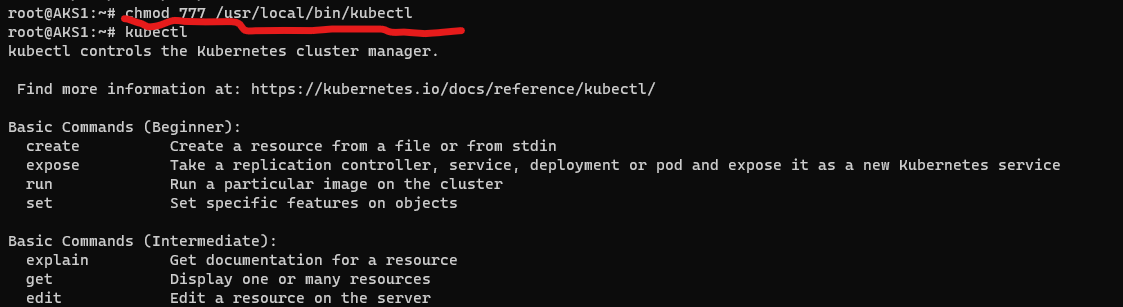 root@AKS1:~# chmod 777 /usr/local/bin/kubectl
root@AKS1:~# kubectl
kubectl controls the Kubernetes cluster manager.
Find more information at: https://kubernetes.io/docs/reference/kubectl/
Basic Commands (Beginner):
create Create a resource from a file or from stdin
expose Take a replication controller, service, deployment or pod and expose it as a new Kubernetes service
run Run a particular image on the cluster
set Set specific features on objects
Basic Commands (Intermediate):
explain Get documentation for a resource
get Display one or many resources
edit Edit a resource on the server